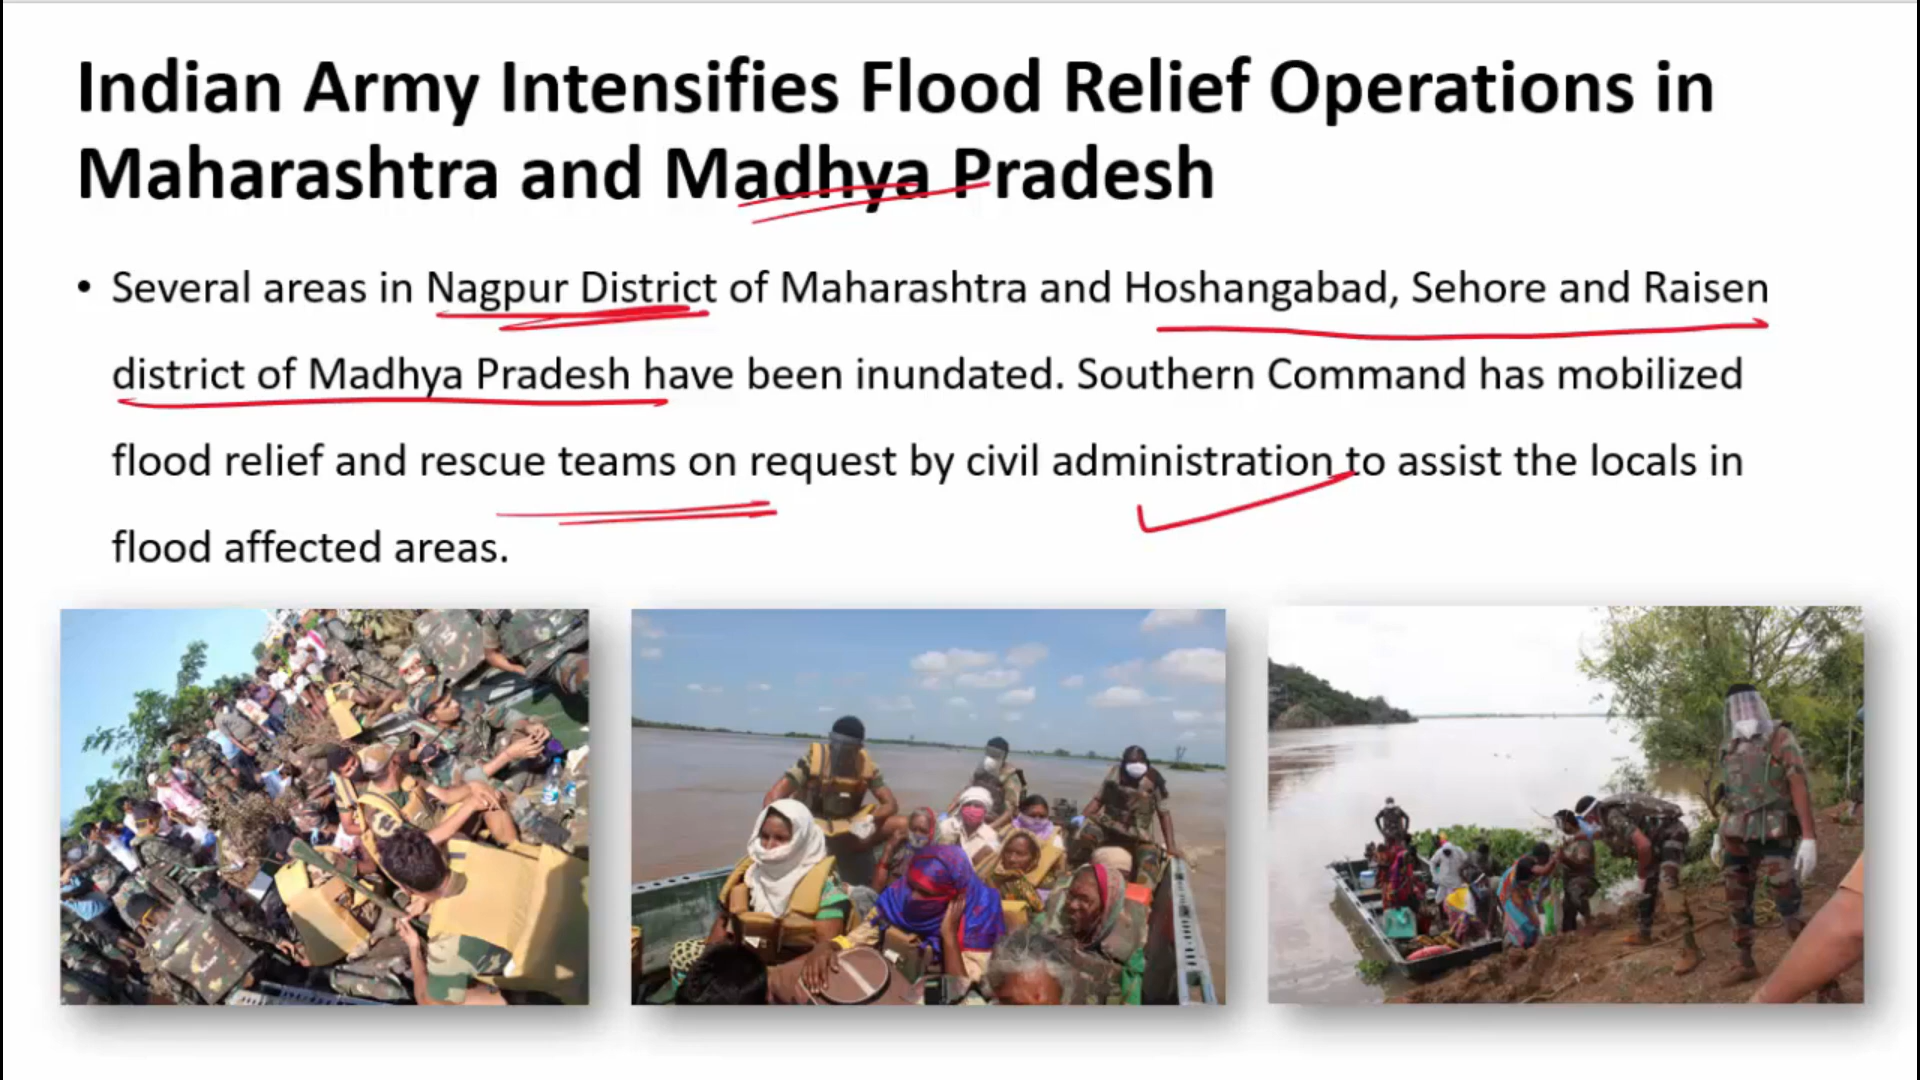 Indian Army Intensifies Flood Relief Operations in
Maharashtra and Madhya Pradesh
• Several areas in Nagpur District of Maharashtra and Hoshangabad, Sehore and Raisen
district of Madhya Pradesh have been inundated. Southern Command has mobilized
flood relief and rescue teams on request by civil administration to assist the locals in
flood affected areas.